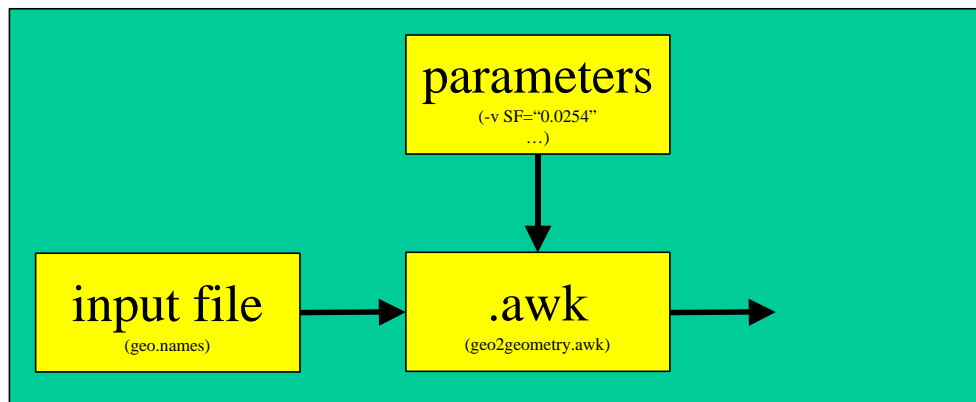 parameters
(-v SF=“0.0254”
…)
input file
(geo.names)
.awk
(geo2geometry.awk)